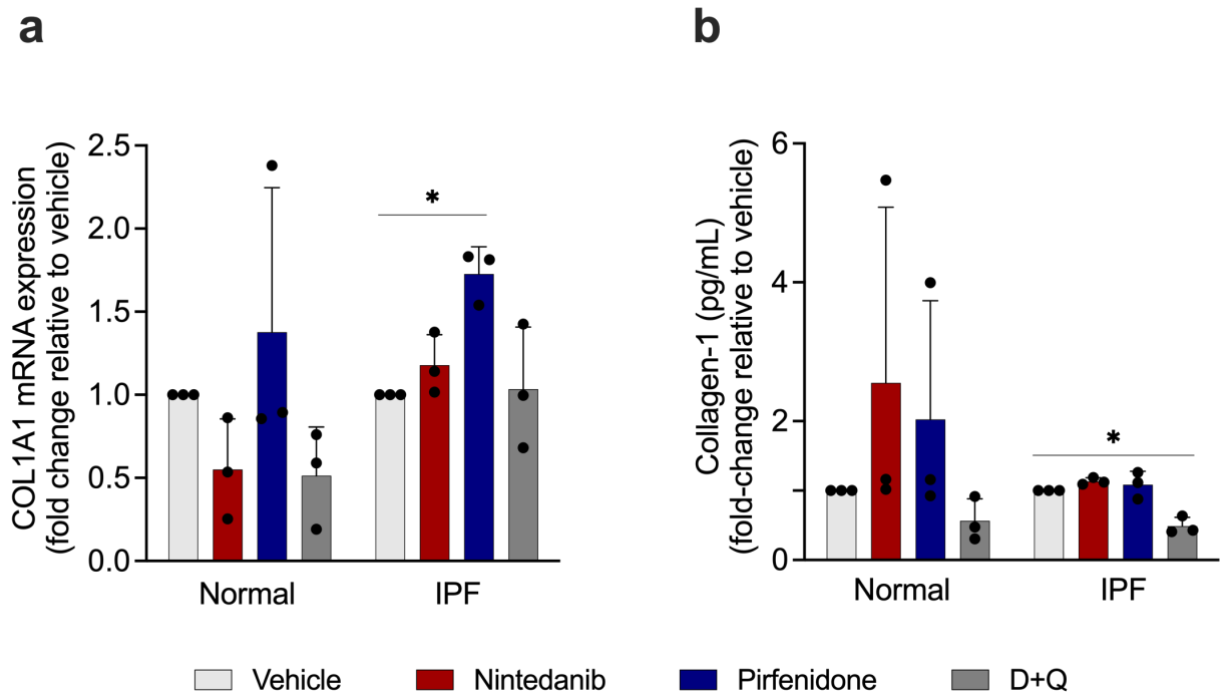 a
COL1A1 mRNA expression
(fold change relative to vehicle)
2.5
2.0
1.5
1.0
0.5
0.0
*
Normal
IPF
b
Collagen-1 (pg/mL)
(fold-change relative to vehicle)
6
4
2
0
*
Normal
IPF
Vehicle
Nintedanib
Pirfenidone
D+Q